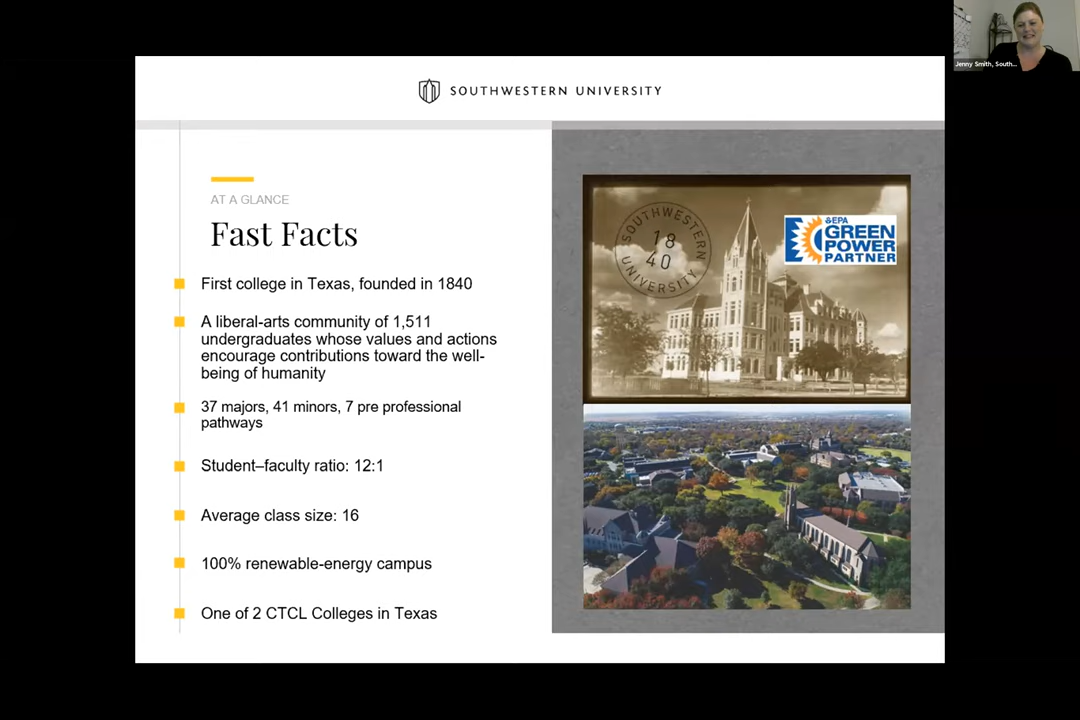 Jenny Smith, South...
SOUTHWESTERN UNIVERSITY
AT A GLANCE
Fast Facts
First college in Texas, founded in 1840
A liberal-arts community of 1,511
undergraduates whose values and actions
encourage contributions toward the well-
being of humanity
37 majors, 41 minors, 7 pre professional
pathways
Student–faculty ratio: 12:1
Average class size: 16
100% renewable-energy campus
One of 2 CTCL Colleges in Texas
SOUTHWESTERN
18
40
UNIVERSITY
EPA
GREEN
POWER
PARTNER